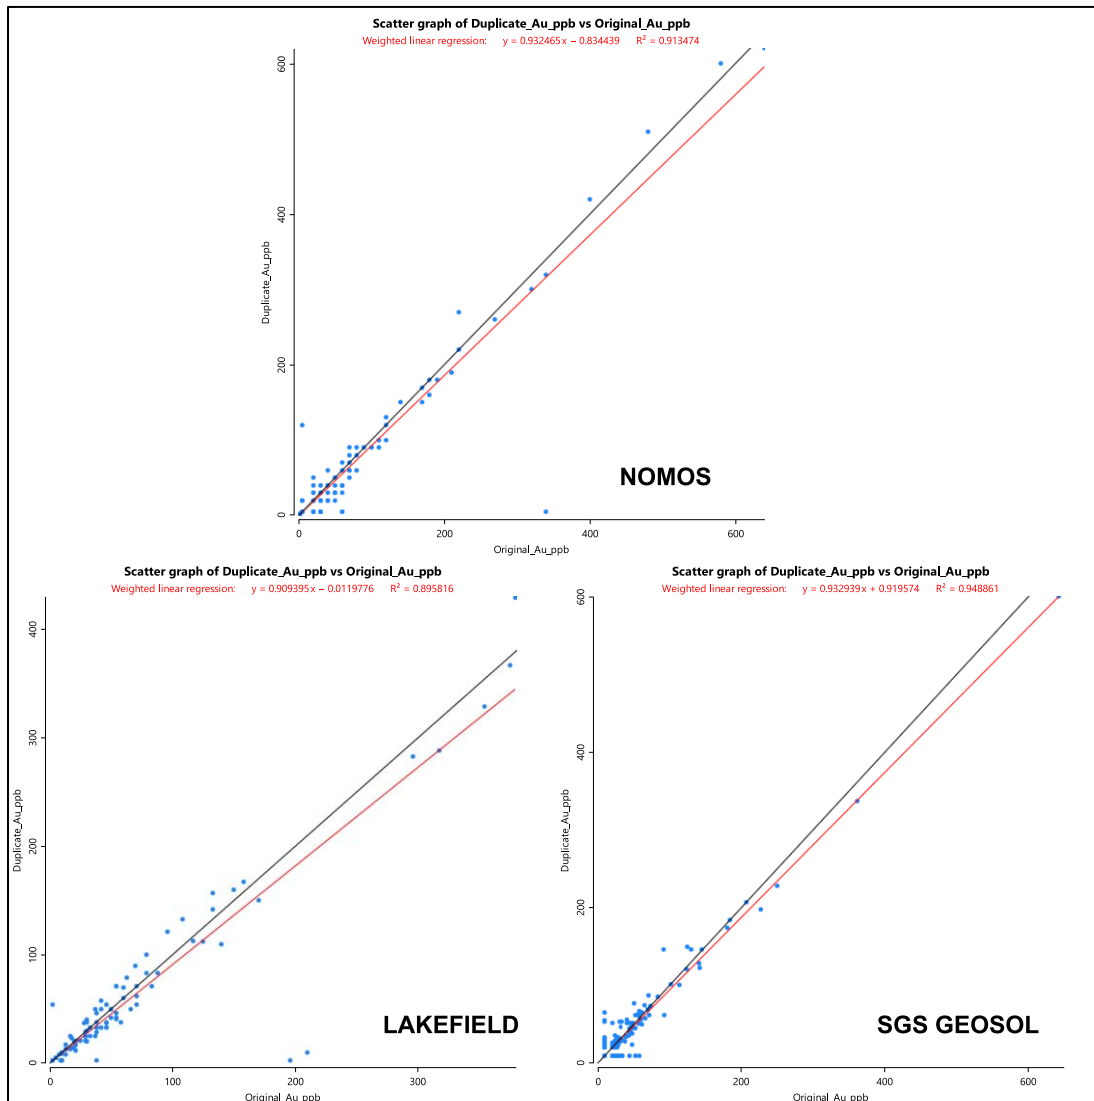 Scatter graph of Duplicate_Au_ppb vs Original_Au_ppb
Weighted linear regression: y = 0.932465x − 0.834439 R² = 0.913474
600
400
200
0
Duplicate_Au_ppb
NOMOS
0 200 400 600
Original_Au_ppb
Scatter graph of Duplicate_Au_ppb vs Original_Au_ppb
Weighted linear regression: y = 0.909395x − 0.0119776 R² = 0.895816
400
300
200
100
0
Duplicate_Au_ppb
LAKEFIELD
0 100 200 300
Original_Au_ppb
Scatter graph of Duplicate_Au_ppb vs Original_Au_ppb
Weighted linear regression: y = 0.932939x + 0.919574 R² = 0.948861
600
400
200
0
Duplicate_Au_ppb
SGS GEOSOL
0 200 400 600
Original_Au_ppb